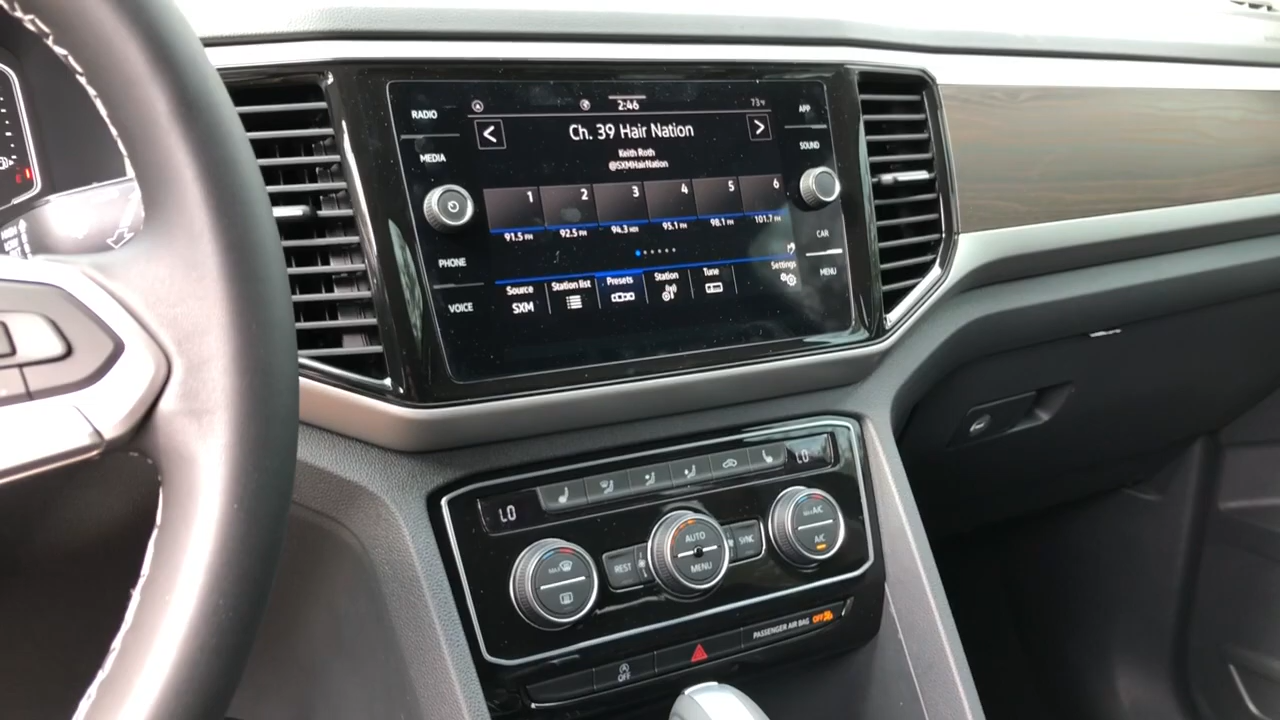 RADIO
MEDIA
PHONE
VOICE
2:46
73°F
Ch. 39 Hair Nation
Keith Roth
@SXMHairNation
1 2 3 4 5 6
91.5 FM 92.5 FM 94.3 HD1 95.1 FM 98.1 FM 101.7 FM
Source Station list Presets Station Tune Settings
SXM
APP
SOUND
CAR
MENU
LO
LO
MAX
REST
AUTO
MENU
SYNC
MAX A/C
A/C
PASSENGER AIR BAG OFF
OFF